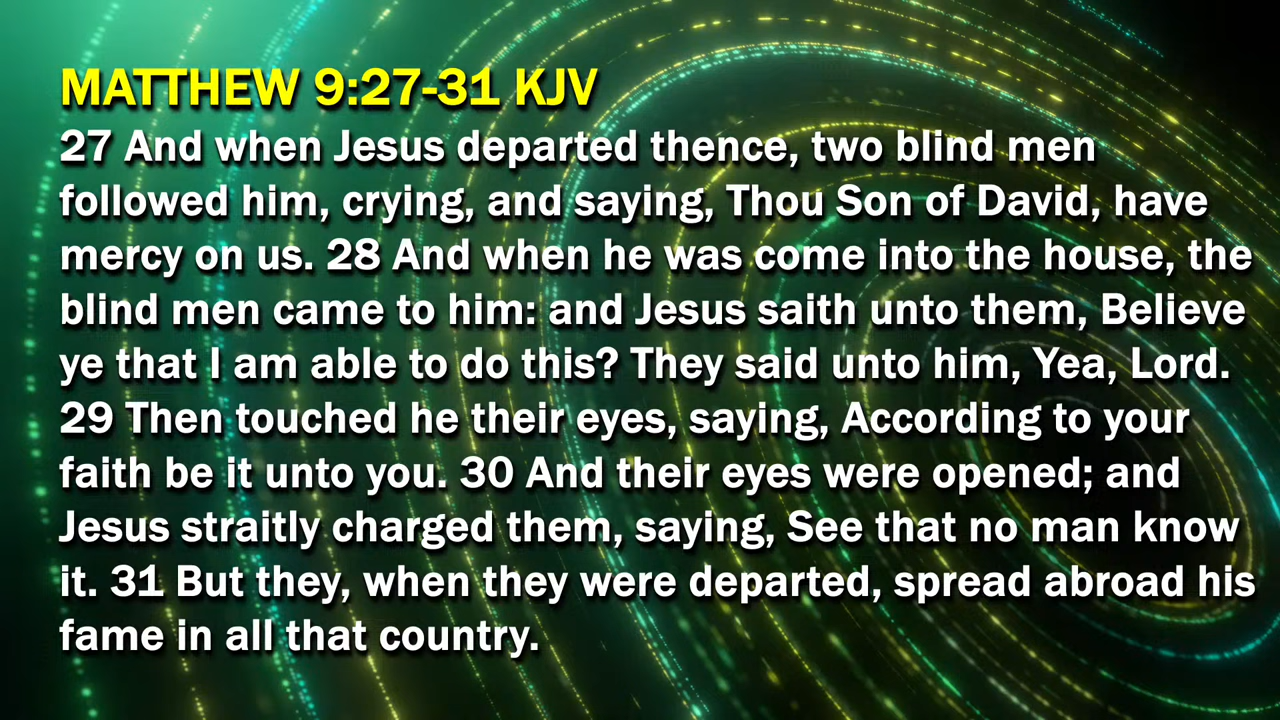 MATTHEW 9:27-31 KJV
27 And when Jesus departed thence, two blind men
followed him, crying, and saying, Thou Son of David, have
mercy on us. 28 And when he was come into the house, the
blind men came to him: and Jesus saith unto them, Believe
ye that I am able to do this? They said unto him, Yea, Lord.
29 Then touched he their eyes, saying, According to your
faith be it unto you. 30 And their eyes were opened; and
Jesus straitly charged them, saying, See that no man know
it. 31 But they, when they were departed, spread abroad his
fame in all that country.